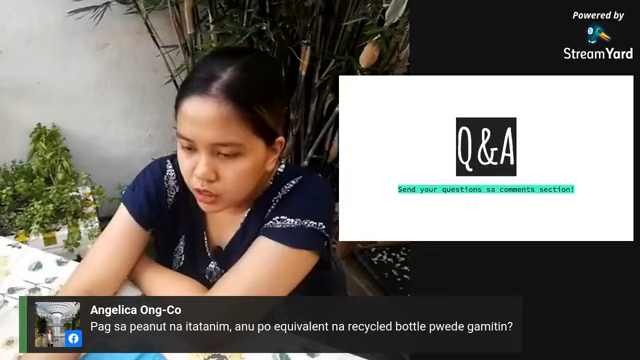 Powered by
StreamYard
Q&A
Send your questions sa comments section!
Angelica Ong-Co
Pag sa peanut na itatanim, anu po equivalent na recycled bottle pwede gamitin?